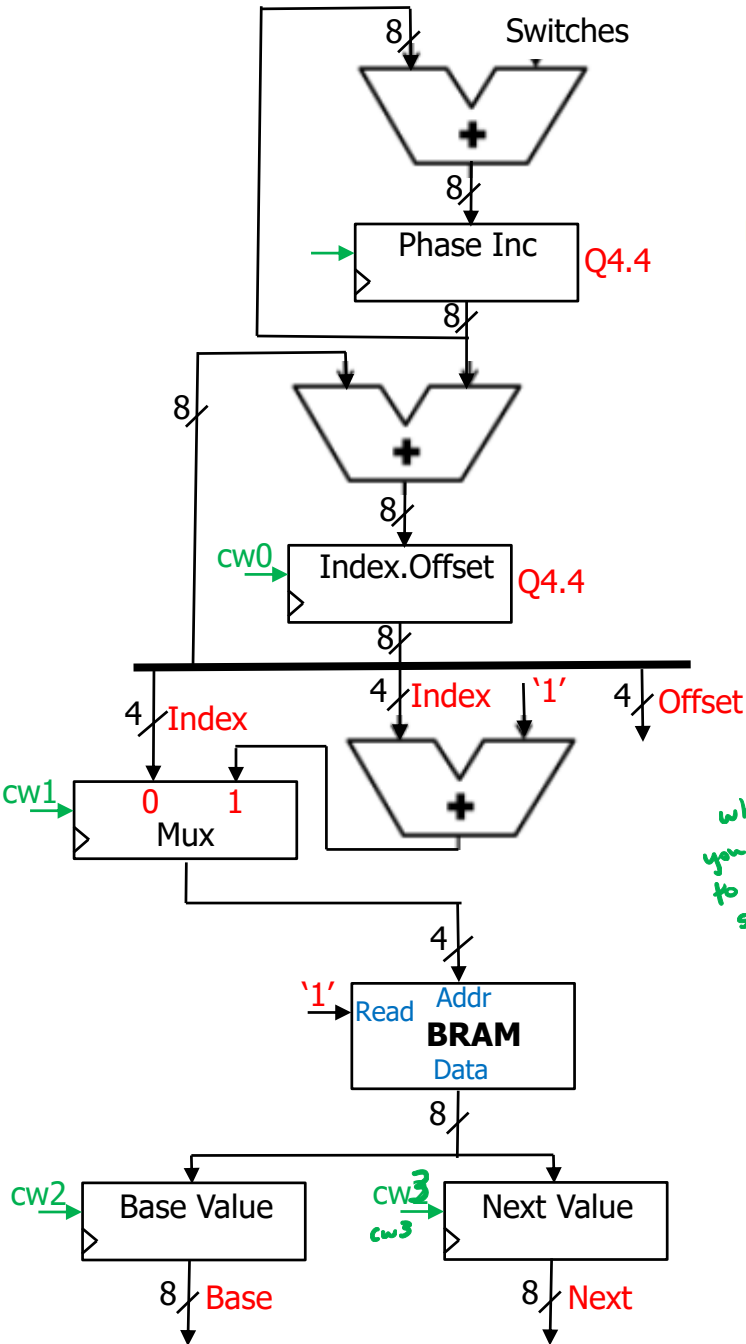 8
Switches
+
8
Phase Inc
Q4.4
8
8
+
8
cw0
Index.Offset
Q4.4
8
4
Index
4
Index
'1'
4
Offset
cw1
0
1
Mux
+
you
to
4
'1'
Read
Addr
BRAM
Data
8
cw2
Base Value
cw3
cw3
Next Value
8
Base
8
Next